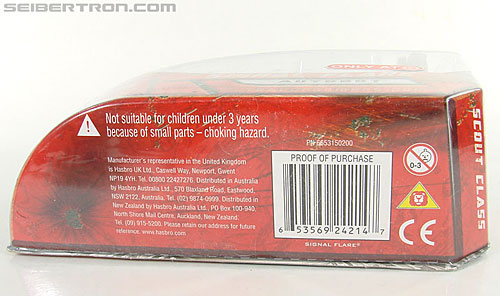 SEIBERTRON.COM
Not suitable for children under 3 years
because of small parts – choking hazard.
Manufacturer's representative in the United Kingdom
is Hasbro UK Ltd., Caswell Way, Newport, Gwent
NP19 4YH. Tel. 00800 22427276. Distributed in Australia
by Hasbro Australia Ltd., 570 Blaxland Road, Eastwood,
NSW 2122, Australia. Tel. (02) 9874-0999. Distributed in
New Zealand by Hasbro Australia Ltd., PO Box 100-940,
North Shore Mail Centre, Auckland, New Zealand.
Tel. (09) 915-5200. Please retain our address for future
reference. www.hasbro.com.
PN 6653150200
PROOF OF PURCHASE
6 53569 24214 7
SIGNAL FLARE
0-3
CE
SCOUT CLASS